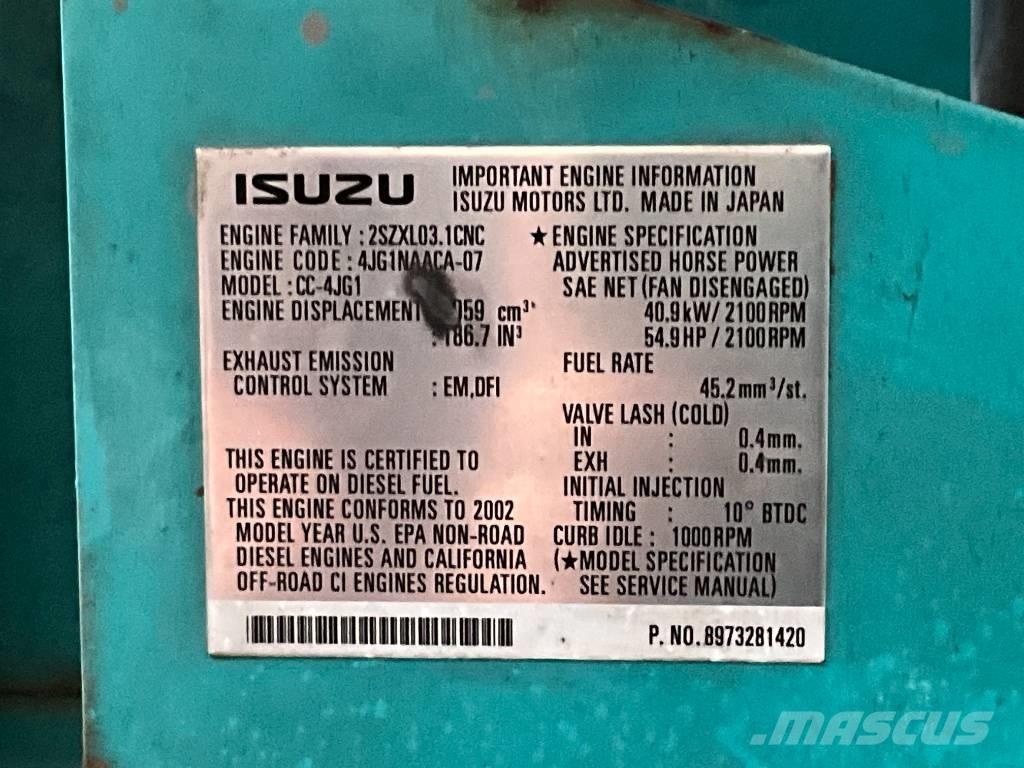 ISUZU
IMPORTANT ENGINE INFORMATION
ISUZU MOTORS LTD. MADE IN JAPAN
ENGINE FAMILY : 2SZXL03.1CNC
ENGINE CODE : 4JG1NAACA-07
MODEL : CC-4JG1
ENGINE DISPLACEMENT 059 cm³
: 186.7 IN³
EXHAUST EMISSION
CONTROL SYSTEM : EM,DFI
THIS ENGINE IS CERTIFIED TO
OPERATE ON DIESEL FUEL.
THIS ENGINE CONFORMS TO 2002
MODEL YEAR U.S. EPA NON-ROAD
DIESEL ENGINES AND CALIFORNIA
OFF-ROAD CI ENGINES REGULATION.
★ ENGINE SPECIFICATION
ADVERTISED HORSE POWER
SAE NET (FAN DISENGAGED)
40.9kW/ 2100RPM
54.9HP / 2100RPM
FUEL RATE
45.2mm³/st.
VALVE LASH (COLD)
IN : 0.4mm.
EXH : 0.4mm.
INITIAL INJECTION
TIMING : 10° BTDC
CURB IDLE : 1000RPM
(★MODEL SPECIFICATION
SEE SERVICE MANUAL)
P. NO. 8973281420
MASCUS